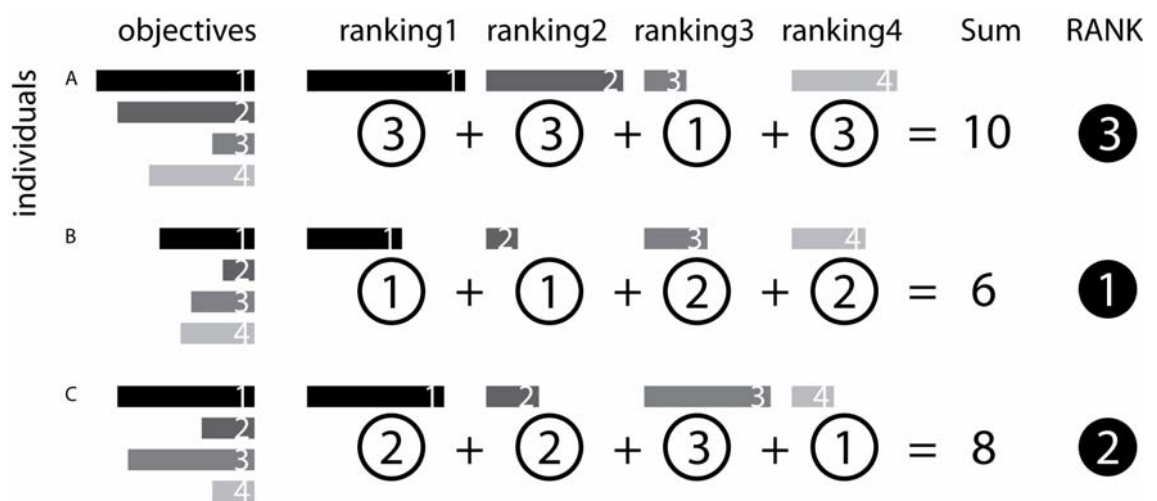 objectives ranking1 ranking2 ranking3 ranking4 Sum RANK
individuals
A 1 1 2 3 4
2
3 + 3 + 1 + 3 = 10 3
3
4
B 1 1 2 3 4
2
1 + 1 + 2 + 2 = 6 1
3
4
C 1 1 2 3 4
2
2 + 2 + 3 + 1 = 8 2
3
4